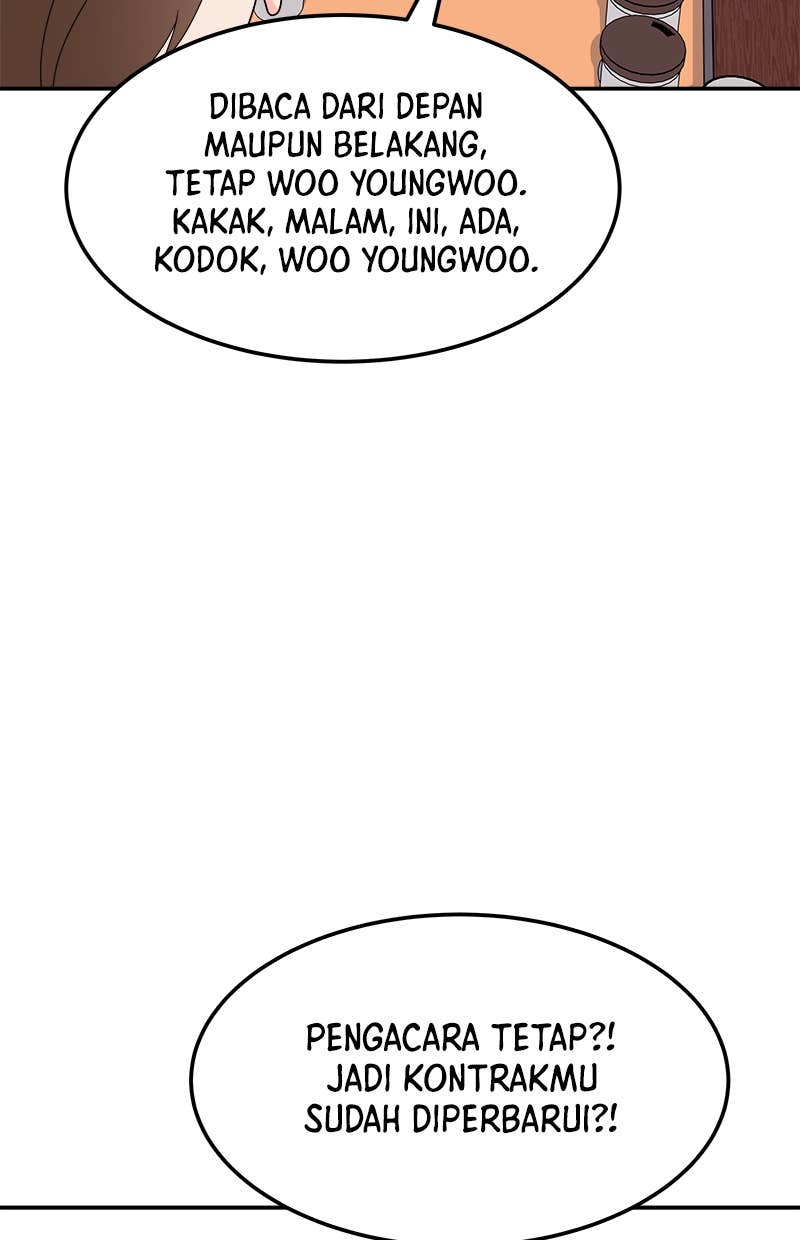 DIBACA DARI DEPAN
MAUPUN BELAKANG,
TETAP WOO YOUNGWOO.
KAKAK, MALAM, INI, ADA,
KODOK, WOO YOUNGWOO.
PENGACARA TETAP?!
JADI KONTRAKMU
SUDAH DIPERBARUI?!